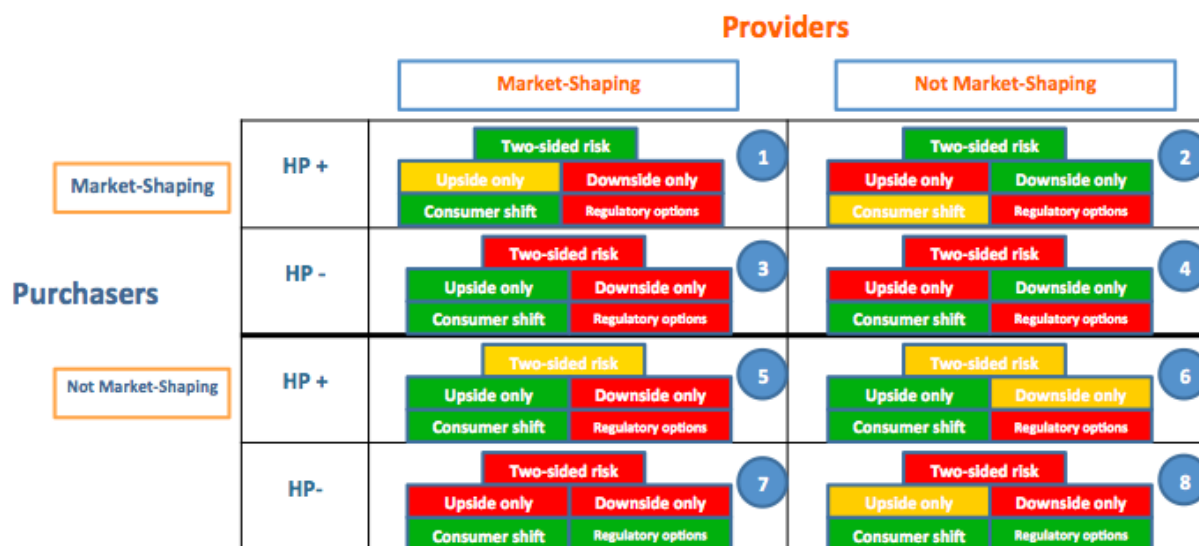 Providers
Market-Shaping
Not Market-Shaping
Purchasers
Market-Shaping
HP +
Two-sided risk
1
Upside only
Downside only
Consumer shift
Regulatory options
Two-sided risk
2
Upside only
Downside only
Consumer shift
Regulatory options
HP -
Two-sided risk
3
Upside only
Downside only
Consumer shift
Regulatory options
Two-sided risk
4
Upside only
Downside only
Consumer shift
Regulatory options
Not Market-Shaping
HP +
Two-sided risk
5
Upside only
Downside only
Consumer shift
Regulatory options
Two-sided risk
6
Upside only
Downside only
Consumer shift
Regulatory options
HP-
Two-sided risk
7
Upside only
Downside only
Consumer shift
Regulatory options
Two-sided risk
8
Upside only
Downside only
Consumer shift
Regulatory options